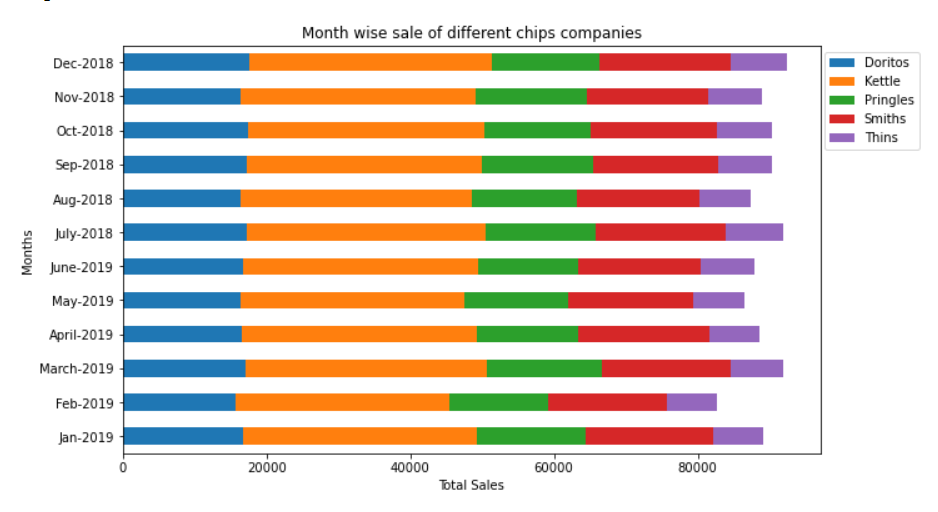 Month wise sale of different chips companies
Dec-2018
Nov-2018
Oct-2018
Sep-2018
Aug-2018
July-2018
June-2019
May-2019
April-2019
March-2019
Feb-2019
Jan-2019
Months
0 20000 40000 60000 80000
Total Sales
Doritos
Kettle
Pringles
Smiths
Thins